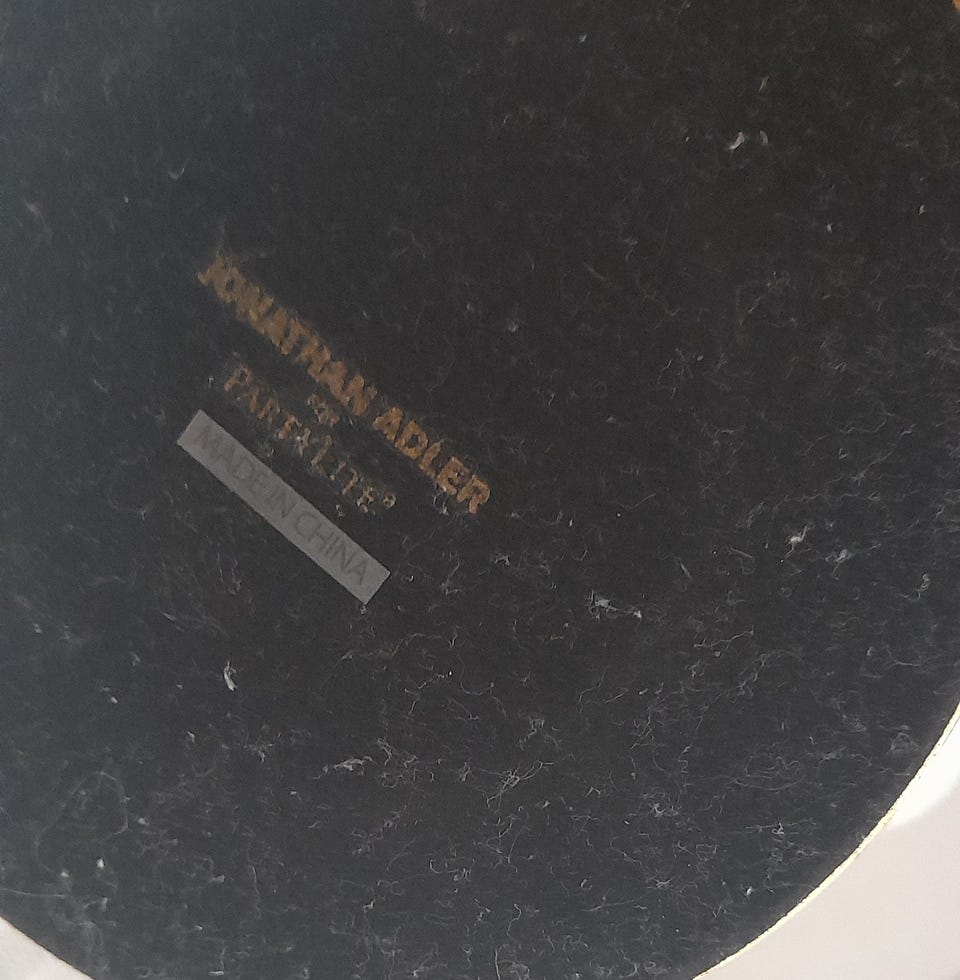 JONATHAN ADLER
FOR
PARTYLITE®
MADE IN CHINA